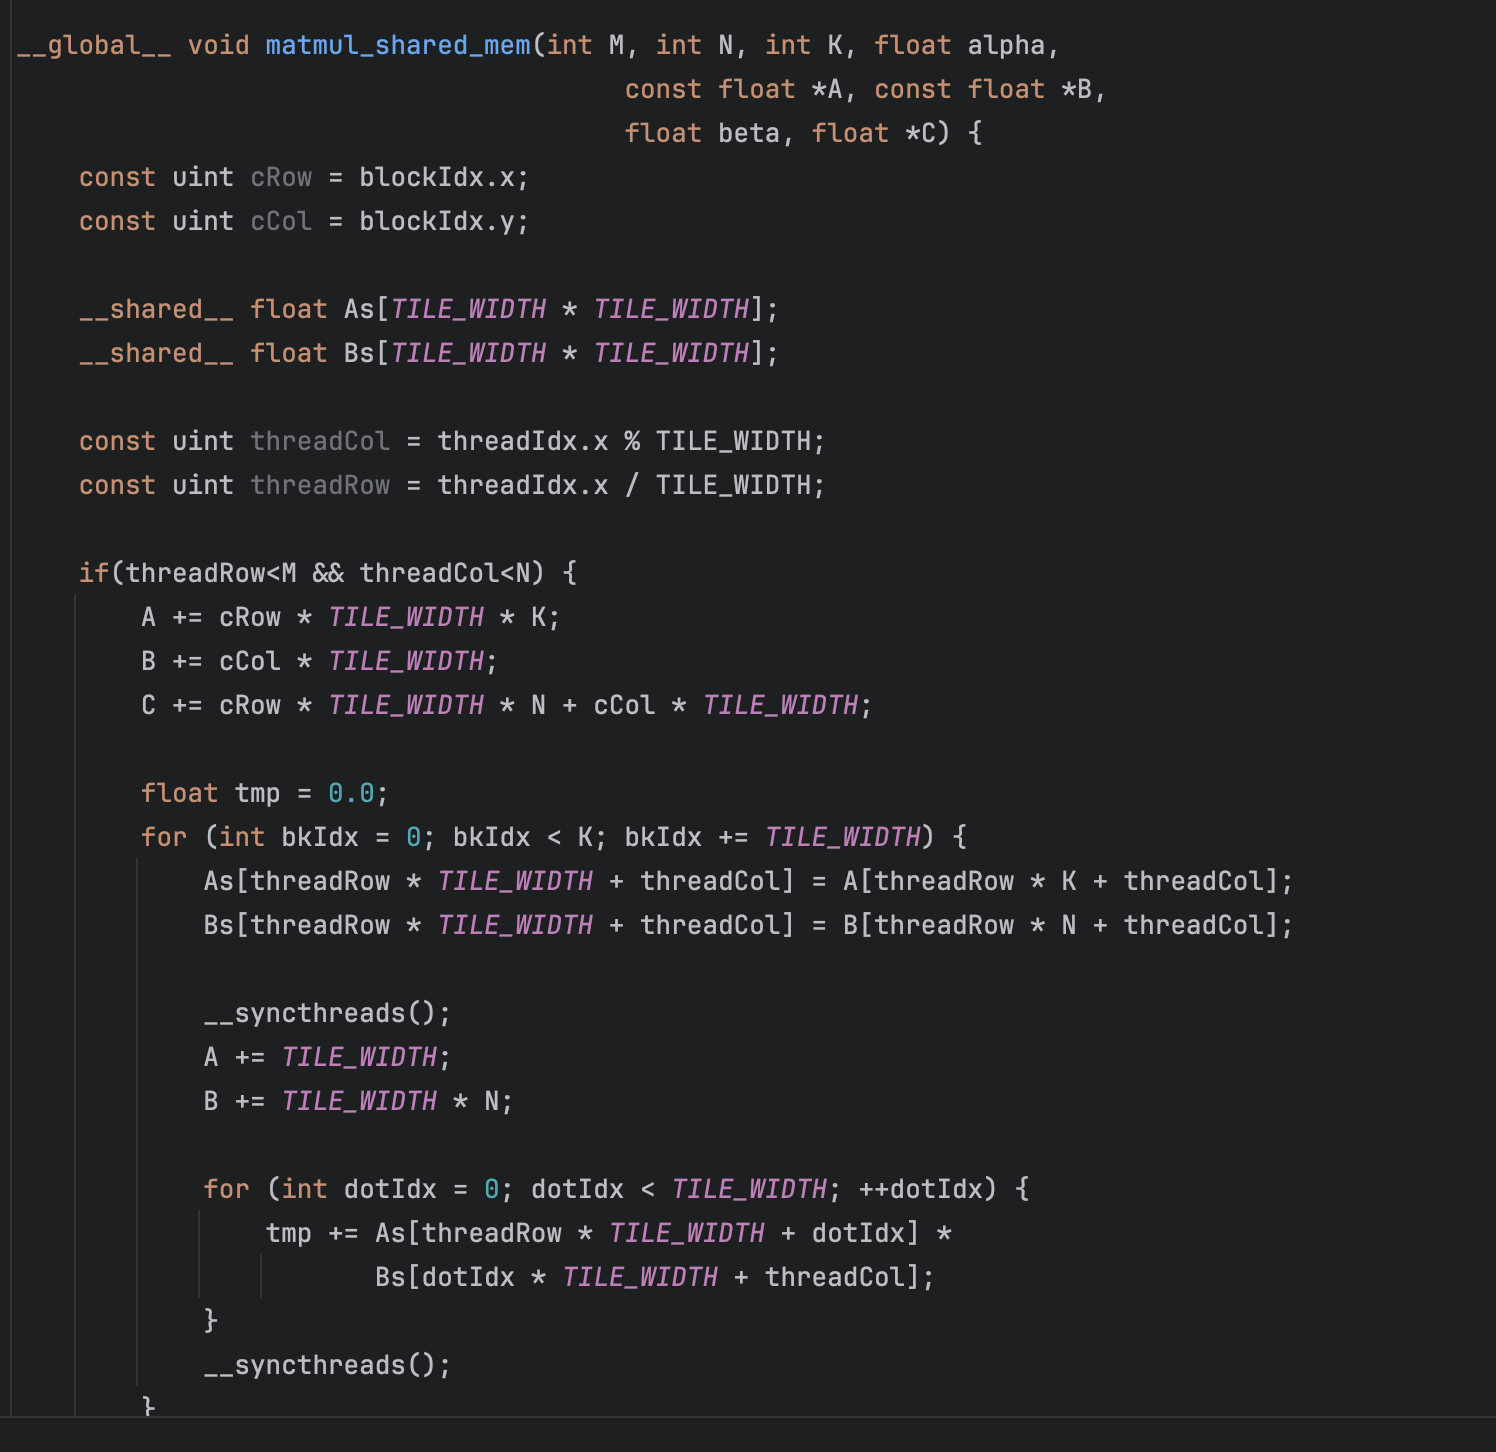 __global__ void matmul_shared_mem(int M, int N, int K, float alpha,
                                       const float *A, const float *B,
                                       float beta, float *C) {
    const uint cRow = blockIdx.x;
    const uint cCol = blockIdx.y;

    __shared__ float As[TILE_WIDTH * TILE_WIDTH];
    __shared__ float Bs[TILE_WIDTH * TILE_WIDTH];

    const uint threadCol = threadIdx.x % TILE_WIDTH;
    const uint threadRow = threadIdx.x / TILE_WIDTH;

    if(threadRow<M && threadCol<N) {
        A += cRow * TILE_WIDTH * K;
        B += cCol * TILE_WIDTH;
        C += cRow * TILE_WIDTH * N + cCol * TILE_WIDTH;

        float tmp = 0.0;
        for (int bkIdx = 0; bkIdx < K; bkIdx += TILE_WIDTH) {
            As[threadRow * TILE_WIDTH + threadCol] = A[threadRow * K + threadCol];
            Bs[threadRow * TILE_WIDTH + threadCol] = B[threadRow * N + threadCol];

            __syncthreads();
            A += TILE_WIDTH;
            B += TILE_WIDTH * N;

            for (int dotIdx = 0; dotIdx < TILE_WIDTH; ++dotIdx) {
                tmp += As[threadRow * TILE_WIDTH + dotIdx] *
                       Bs[dotIdx * TILE_WIDTH + threadCol];
            }
            __syncthreads();
        }